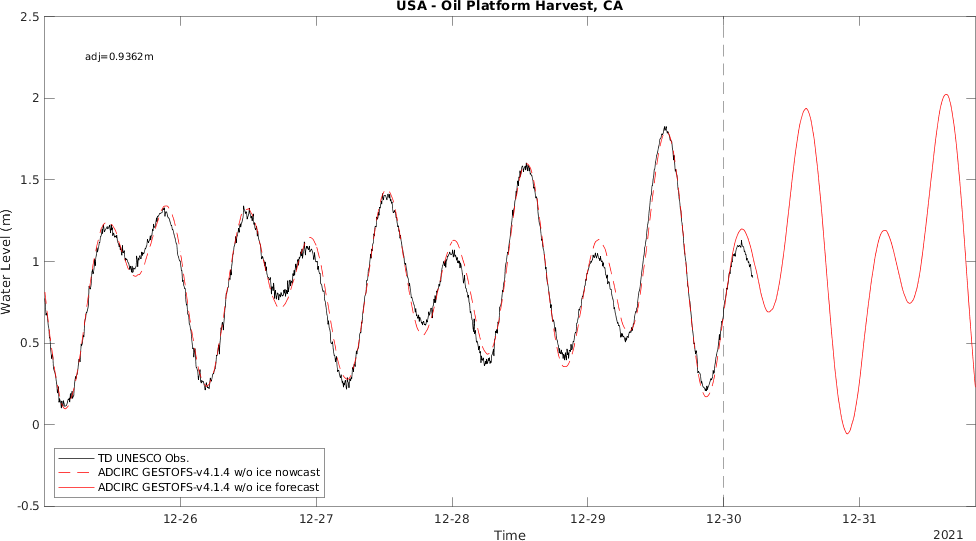 USA - Oil Platform Harvest, CA
adj=0.9362m
2.5
2
1.5
1
0.5
0
-0.5
Water Level (m)
TD UNESCO Obs.
ADCIRC GESTOFS-v4.1.4 w/o ice nowcast
ADCIRC GESTOFS-v4.1.4 w/o ice forecast
12-26 12-27 12-28 12-29 12-30 12-31
Time
2021